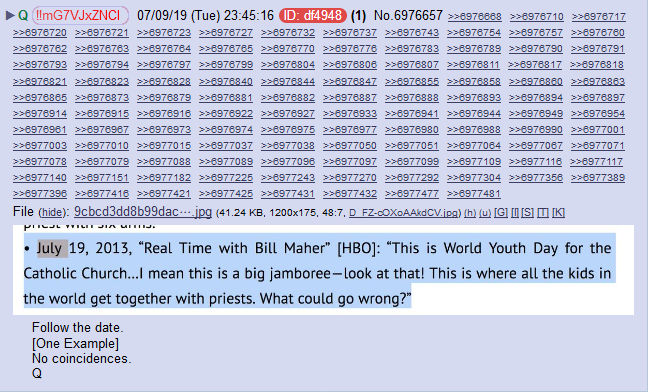 ▶ Q !!mG7VJxZNCI 07/09/19 (Tue) 23:45:16 ID: df4948 (1) No.6976657 >>6976668 >>6976710 >>6976717
>>6976720 >>6976721 >>6976723 >>6976727 >>6976732 >>6976737 >>6976743 >>6976754 >>6976757 >>6976760
>>6976762 >>6976763 >>6976764 >>6976765 >>6976770 >>6976776 >>6976783 >>6976789 >>6976790 >>6976791
>>6976793 >>6976794 >>6976797 >>6976799 >>6976804 >>6976806 >>6976807 >>6976811 >>6976817 >>6976818
>>6976821 >>6976823 >>6976828 >>6976840 >>6976844 >>6976847 >>6976855 >>6976858 >>6976860 >>6976863
>>6976865 >>6976873 >>6976879 >>6976881 >>6976882 >>6976887 >>6976888 >>6976893 >>6976894 >>6976897
>>6976914 >>6976915 >>6976916 >>6976922 >>6976927 >>6976933 >>6976941 >>6976944 >>6976949 >>6976954
>>6976961 >>6976967 >>6976973 >>6976974 >>6976975 >>6976977 >>6976980 >>6976988 >>6976990 >>6977001
>>6977003 >>6977010 >>6977015 >>6977037 >>6977038 >>6977050 >>6977051 >>6977064 >>6977067 >>6977071
>>6977078 >>6977079 >>6977088 >>6977089 >>6977095 >>6977097 >>6977099 >>6977109 >>6977116 >>6977117
>>6977140 >>6977151 >>6977182 >>6977225 >>6977243 >>6977271 >>6977292 >>6977304 >>6977356 >>6977389
>>6977396 >>6977416 >>6977421 >>6977425 >>6977431 >>6977432 >>6977477 >>6977481
File (hide): 9cbcd3dd8b99dac⋯.jpg (41.24 KB, 1200x175, 48:7, D_FZ-oOXoAAkdCV.jpg) (h) (u) [G] [I] [S] [T] [K]
priest with six arms.
• July 19, 2013, “Real Time with Bill Maher” [HBO]: “This is World Youth Day for the
Catholic Church...I mean this is a big jamboree—look at that! This is where all the kids in
the world get together with priests. What could go wrong?”
Follow the date.
[One Example]
No coincidences.
Q